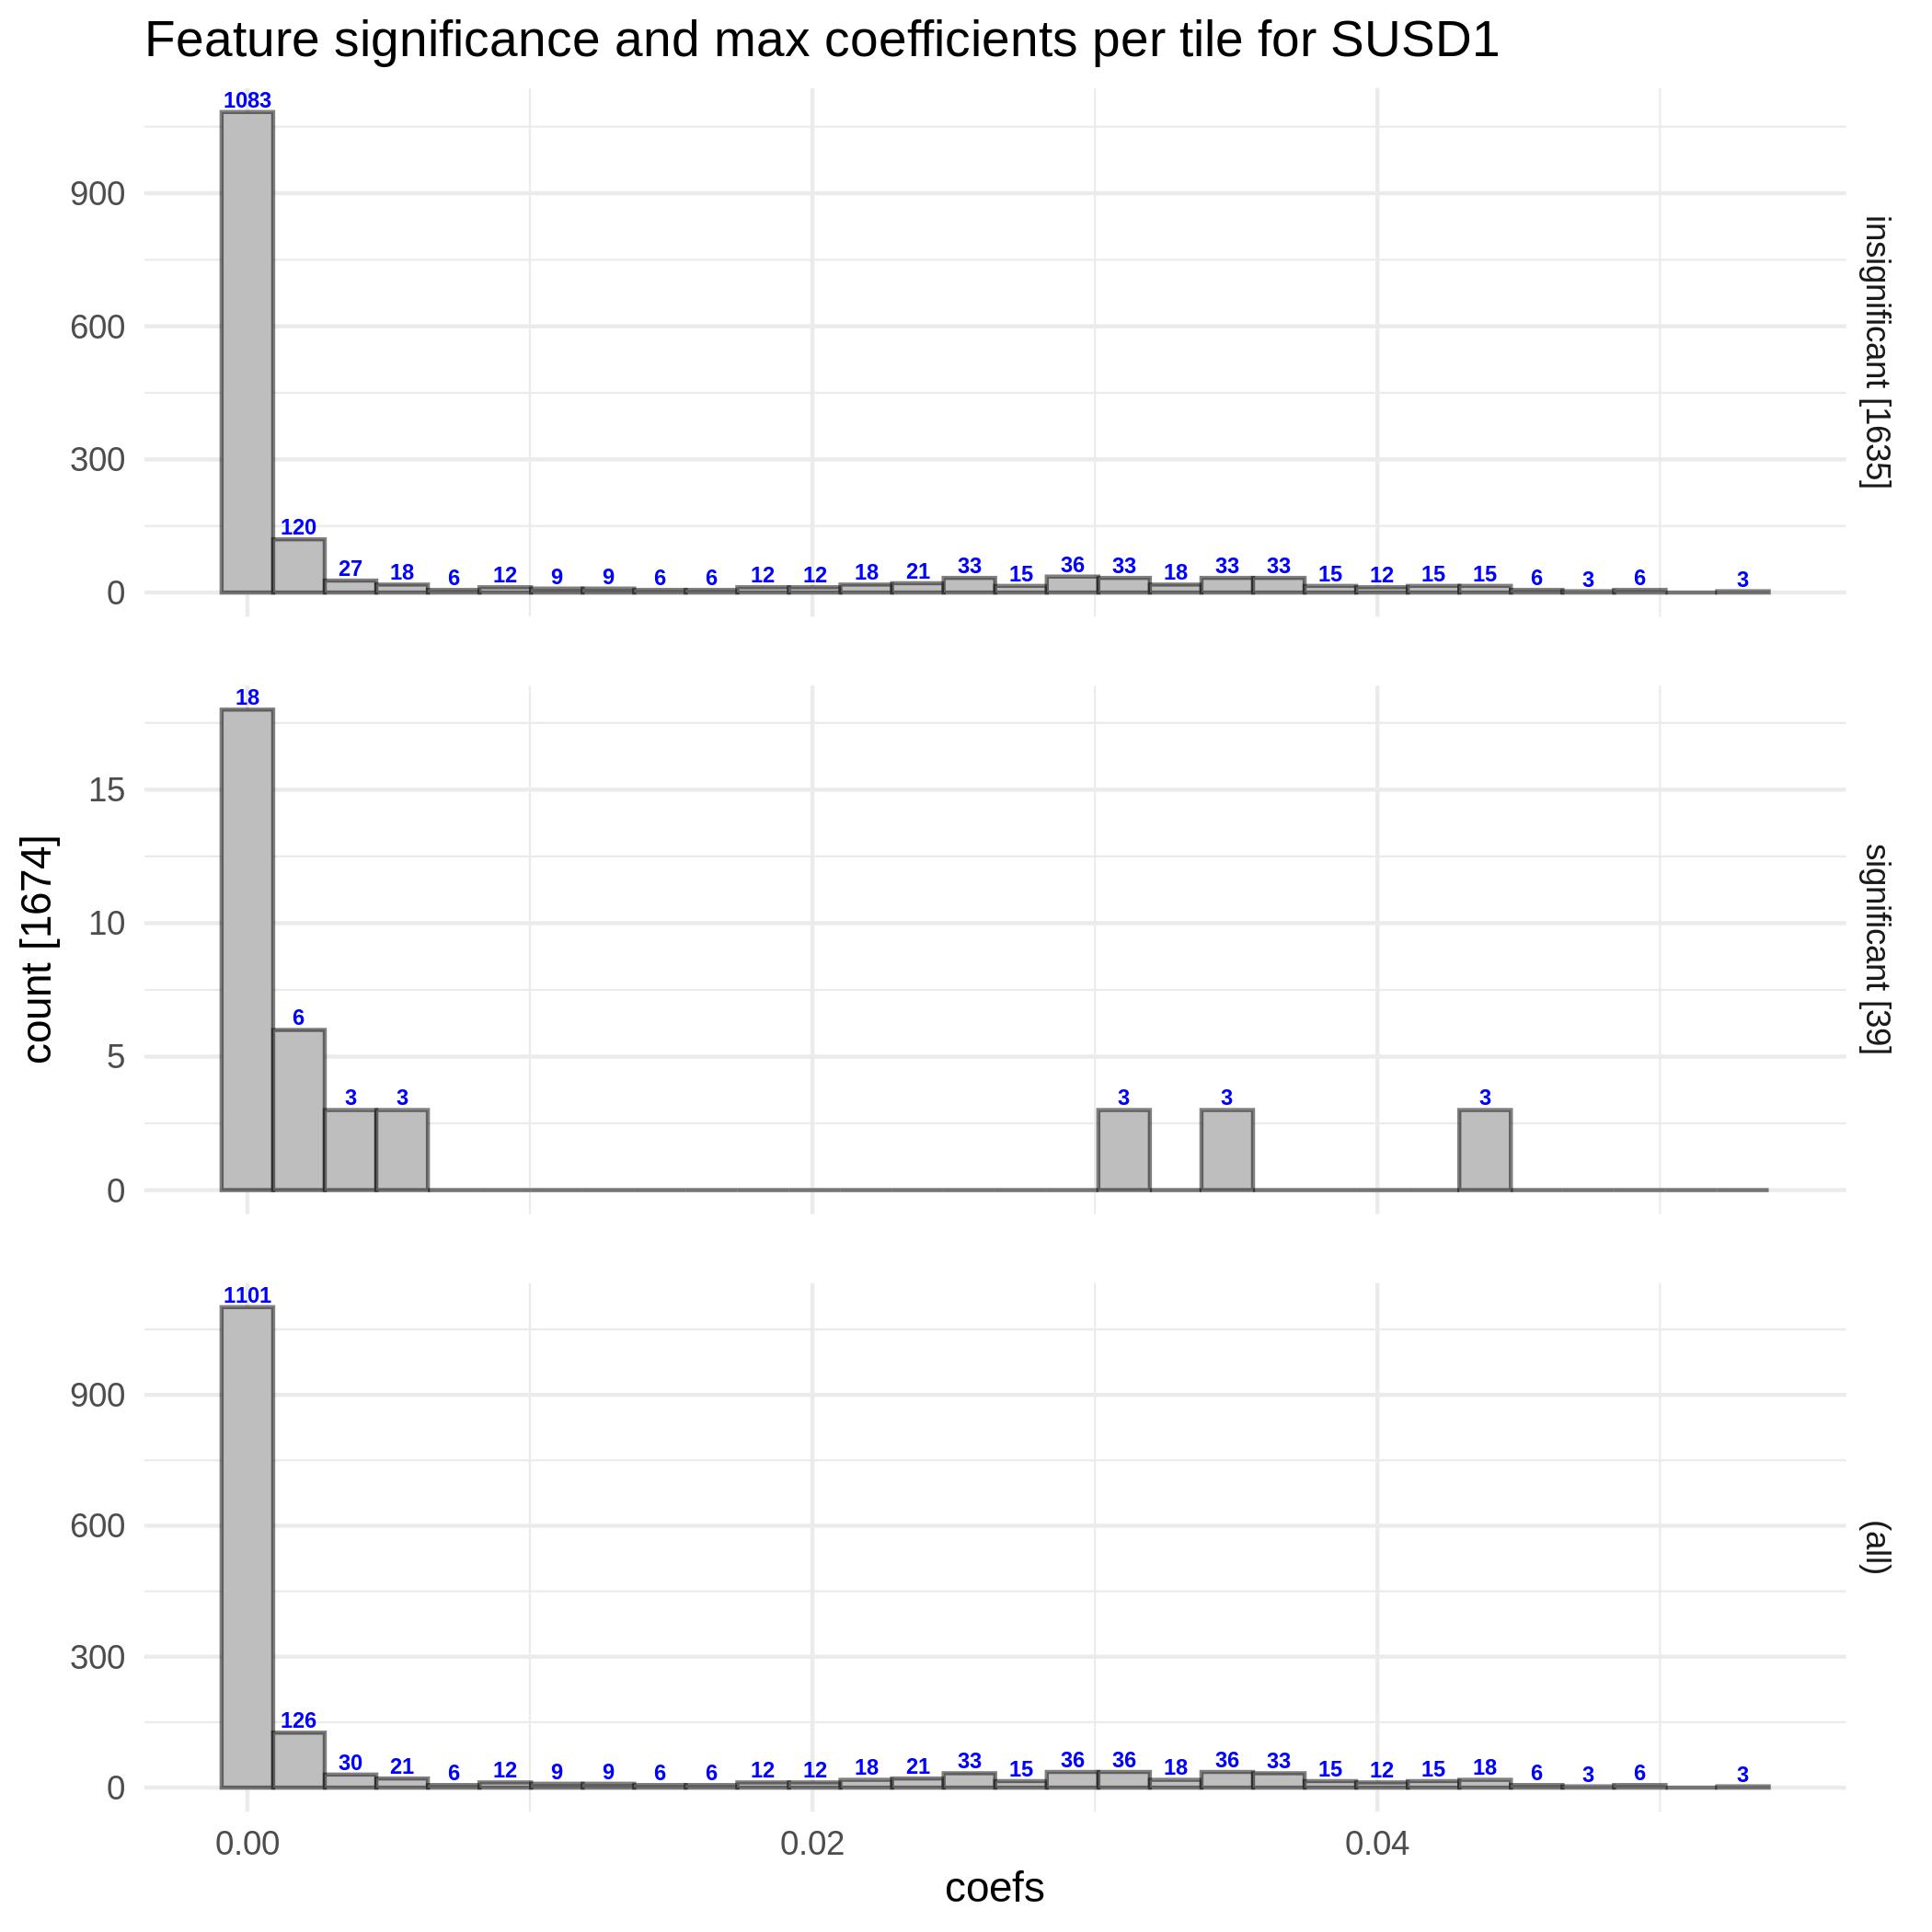 Feature significance and max coefficients per tile for SUSD1
1083
120 27 18 6 12 9 9 6 6 12 12 18 21 33 15 36 33 18 33 33 15 12 15 15 6 3 6 3
900
600
300
0
insignificant [1635]
18
6
3 3 3 3 3
15
10
5
0
significant [39]
count [1674]
1101
126
30 21 6 12 9 9 6 6 12 12 18 21 33 15 36 36 18 36 33 15 12 15 18 6 3 6 3
900
600
300
0
(all)
0.00 0.02 0.04
coefs